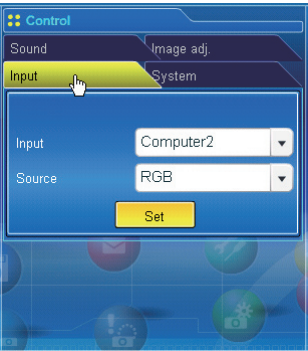 Control
Sound
Image adj.
Input
System
Input Computer2
Source RGB
Set